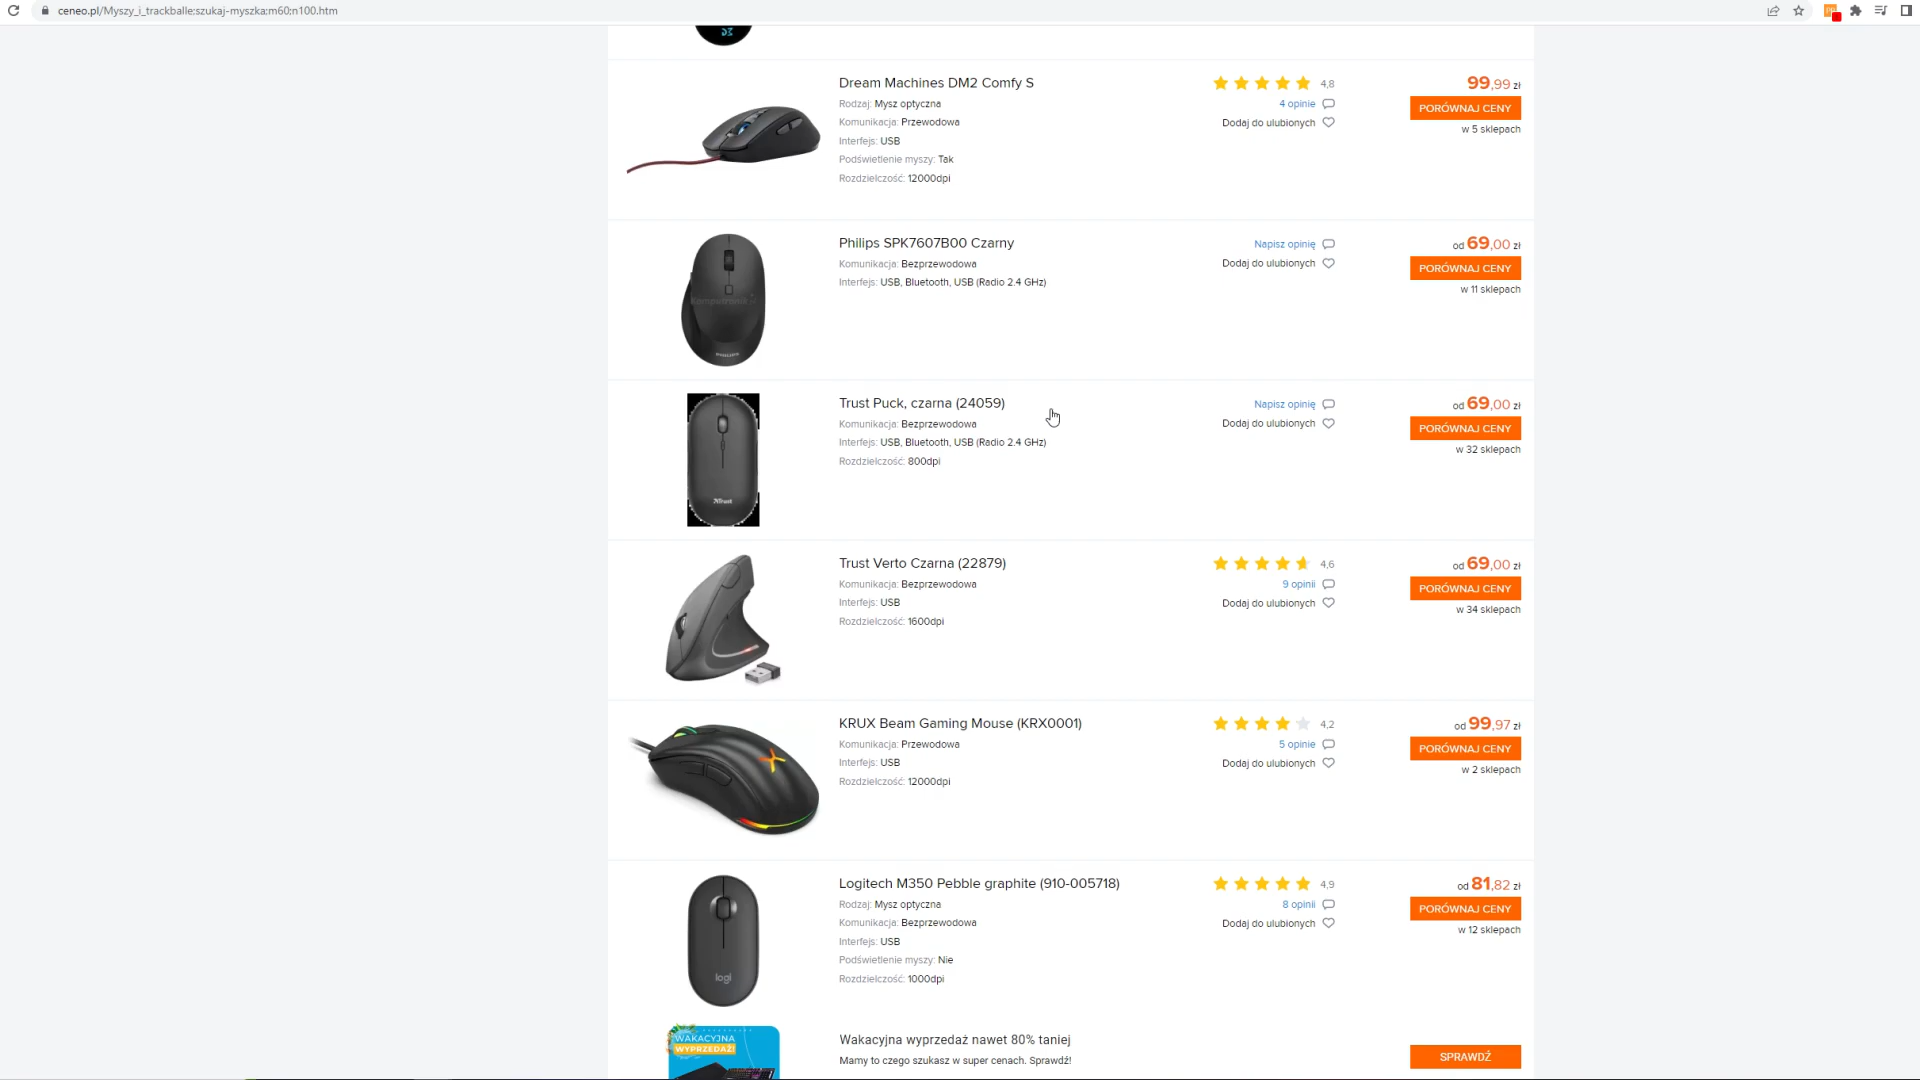 ceneo.pl/Myszy_i_trackballe;szukaj-myszka;m60;n100.htm
Dream Machines DM2 Comfy S
Rodzaj: Mysz optyczna
Komunikacja: Przewodowa
Interfejs: USB
Podświetlenie myszy: Tak
Rozdzielczość: 12000dpi
4,8
4 opinie
Dodaj do ulubionych
99,99 zł
PORÓWNAJ CENY
w 5 sklepach
Philips SPK7607B00 Czarny
Komunikacja: Bezprzewodowa
Interfejs: USB, Bluetooth, USB (Radio 2.4 GHz)
Napisz opinię
Dodaj do ulubionych
od 69,00 zł
PORÓWNAJ CENY
w 11 sklepach
PHILIPS
Trust Puck, czarna (24059)
Komunikacja: Bezprzewodowa
Interfejs: USB, Bluetooth, USB (Radio 2.4 GHz)
Rozdzielczość: 800dpi
Napisz opinię
Dodaj do ulubionych
od 69,00 zł
PORÓWNAJ CENY
w 32 sklepach
Trust
Trust Verto Czarna (22879)
Komunikacja: Bezprzewodowa
Interfejs: USB
Rozdzielczość: 1600dpi
4,6
9 opinii
Dodaj do ulubionych
od 69,00 zł
PORÓWNAJ CENY
w 34 sklepach
KRUX Beam Gaming Mouse (KRX0001)
Komunikacja: Przewodowa
Interfejs: USB
Rozdzielczość: 12000dpi
4,2
5 opinie
Dodaj do ulubionych
od 99,97 zł
PORÓWNAJ CENY
w 2 sklepach
Logitech M350 Pebble graphite (910-005718)
Rodzaj: Mysz optyczna
Komunikacja: Bezprzewodowa
Interfejs: USB
Podświetlenie myszy: Nie
Rozdzielczość: 1000dpi
4,9
8 opinii
Dodaj do ulubionych
od 81,82 zł
PORÓWNAJ CENY
w 12 sklepach
logi
WAKACYJNA
WYPRZEDAŻ!
Wakacyjna wyprzedaż nawet 80% taniej
Mamy to czego szukasz w super cenach. Sprawdź!
SPRAWDŹ